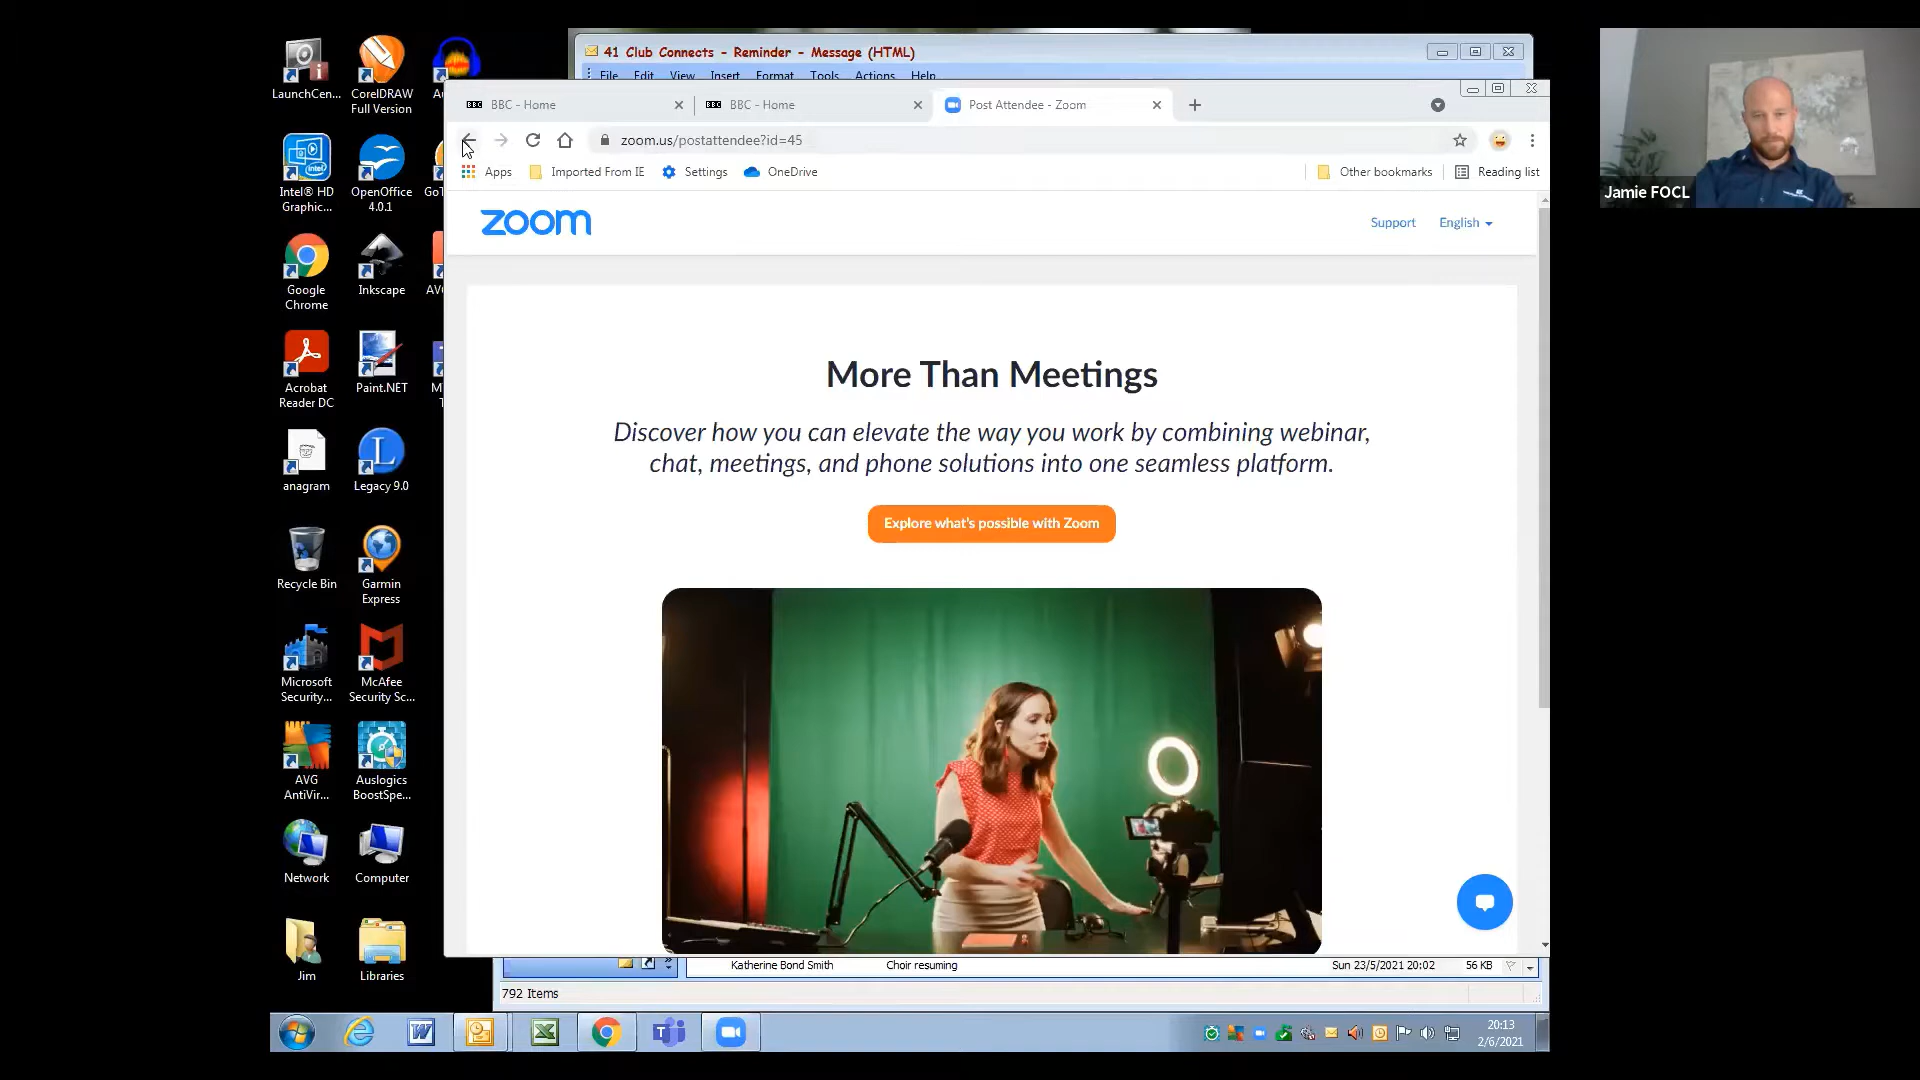 41 Club Connects - Reminder - Message (HTML)
File Edit View Insert Format Tools Actions Help
BBC - Home
BBC - Home
Post Attendee - Zoom
zoom.us/postattendee?id=45
Apps
Imported From IE
Settings
OneDrive
Other bookmarks
Reading list
zoom
Support
English
More Than Meetings
Discover how you can elevate the way you work by combining webinar,
chat, meetings, and phone solutions into one seamless platform.
Explore what's possible with Zoom
Katherine Bond Smith
Choir resuming
Sun 23/5/2021 20:02
56 KB
792 Items
LaunchCen...
CorelDRAW
Full Version
Intel® HD
Graphic...
OpenOffice
4.0.1
Google
Chrome
Inkscape
Acrobat
Reader DC
Paint.NET
anagram
Legacy 9.0
Recycle Bin
Garmin
Express
Microsoft
Security...
McAfee
Security Sc...
AVG
AntiVir...
Auslogics
BoostSpe...
Network
Computer
Jim
Libraries
20:13
2/6/2021
Jamie FOCL